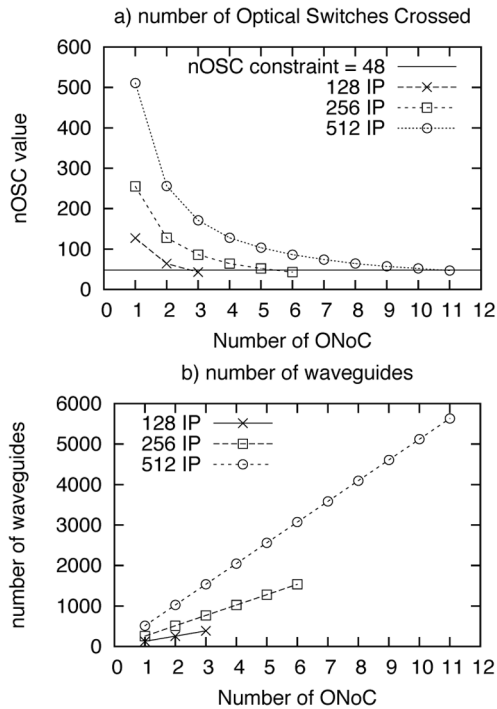 a) number of Optical Switches Crossed
600
500
400
300
200
100
0
nOSC value
nOSC constraint = 48
128 IP
256 IP
512 IP
0 1 2 3 4 5 6 7 8 9 10 11 12
Number of ONoC
b) number of waveguides
6000
5000
4000
3000
2000
1000
0
number of waveguides
128 IP
256 IP
512 IP
0 1 2 3 4 5 6 7 8 9 10 11 12
Number of ONoC